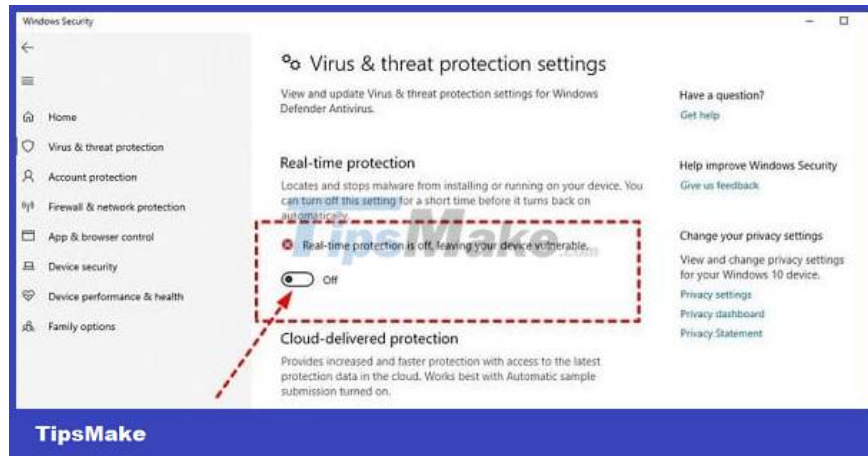 Windows Security
Home
Virus & threat protection
Account protection
Firewall & network protection
App & browser control
Device security
Device performance & health
Family options
Virus & threat protection settings
View and update Virus & threat protection settings for Windows
Defender Antivirus.
Real-time protection
Locates and stops malware from installing or running on your device. You
can turn off this setting for a short time before it turns back on
automatically.
Real-time protection is off, leaving your device vulnerable.
Off
Cloud-delivered protection
Provides increased and faster protection with access to the latest
protection data in the cloud. Works best with Automatic sample
submission turned on.
Have a question?
Get help
Help improve Windows Security
Give us feedback
Change your privacy settings
View and change privacy settings
for your Windows 10 device.
Privacy settings
Privacy dashboard
Privacy Statement
TipsMake.com
TipsMake